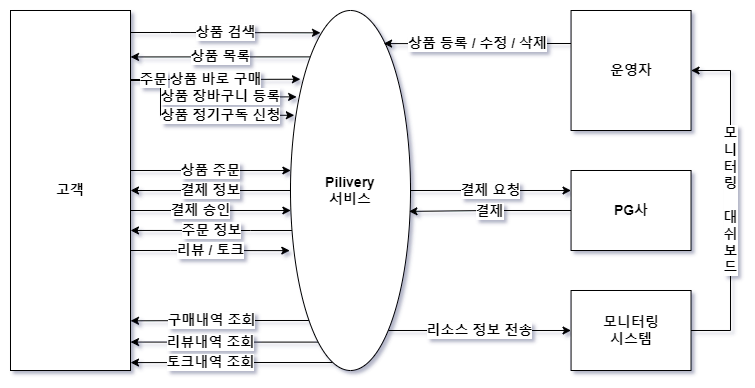 상품 검색
상품 목록
주문
상품 바로 구매
상품 장바구니 등록
상품 정기구독 신청
고객
상품 주문
결제 정보
결제 승인
주문 정보
리뷰 / 토크
구매내역 조회
리뷰내역 조회
토크내역 조회
Pilivery
서비스
상품 등록 / 수정 / 삭제
운영자
결제 요청
결제
PG사
리소스 정보 전송
모니터링
시스템
모니터링 대쉬보드